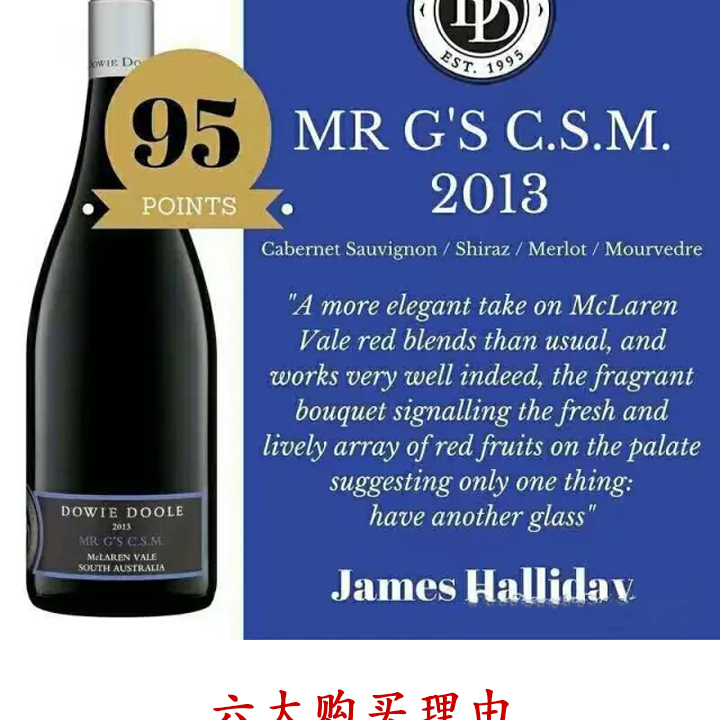 EST. 1995
DOWIE DO
95
POINTS
MR G'S C.S.M.
2013
Cabernet Sauvignon / Shiraz / Merlot / Mourvedre
"A more elegant take on McLaren
Vale red blends than usual, and
works very well indeed, the fragrant
bouquet signalling the fresh and
lively array of red fruits on the palate
suggesting only one thing:
have another glass"
James Halliday
DOWIE DOOLE
2013
MR G'S C.S.M.
McLAREN VALE
SOUTH AUSTRALIA
六大购买理由